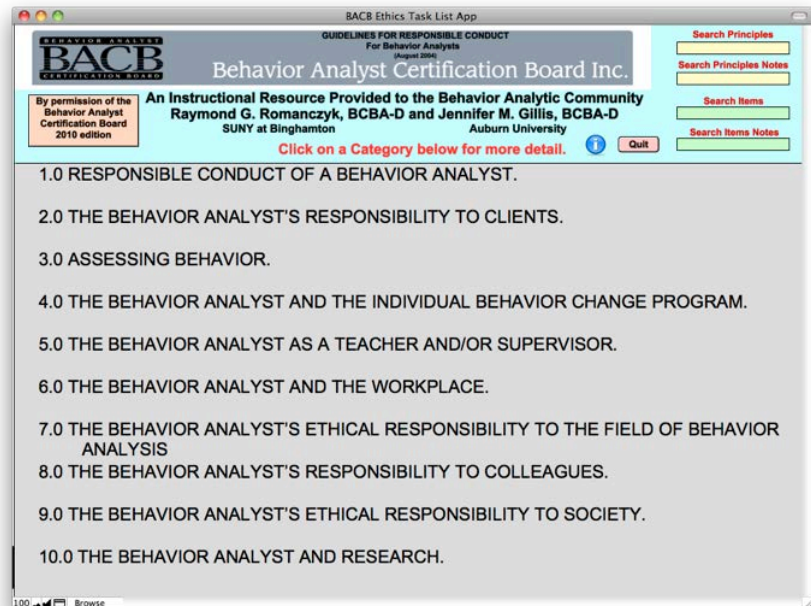 BACB Ethics Task List App
BEHAVIOR ANALYST
BACB
CERTIFICATION BOARD
GUIDELINES FOR RESPONSIBLE CONDUCT
For Behavior Analysts
(August 2004)
Behavior Analyst Certification Board Inc.
Search Principles
Search Principles Notes
Search Items
Search Items Notes
By permission of the
Behavior Analyst
Certification Board
2010 edition
An Instructional Resource Provided to the Behavior Analytic Community
Raymond G. Romanczyk, BCBA-D and Jennifer M. Gillis, BCBA-D
SUNY at Binghamton Auburn University
Click on a Category below for more detail.
i
Quit
1.0 RESPONSIBLE CONDUCT OF A BEHAVIOR ANALYST.
2.0 THE BEHAVIOR ANALYST'S RESPONSIBILITY TO CLIENTS.
3.0 ASSESSING BEHAVIOR.
4.0 THE BEHAVIOR ANALYST AND THE INDIVIDUAL BEHAVIOR CHANGE PROGRAM.
5.0 THE BEHAVIOR ANALYST AS A TEACHER AND/OR SUPERVISOR.
6.0 THE BEHAVIOR ANALYST AND THE WORKPLACE.
7.0 THE BEHAVIOR ANALYST'S ETHICAL RESPONSIBILITY TO THE FIELD OF BEHAVIOR
ANALYSIS
8.0 THE BEHAVIOR ANALYST'S RESPONSIBILITY TO COLLEAGUES.
9.0 THE BEHAVIOR ANALYST'S ETHICAL RESPONSIBILITY TO SOCIETY.
10.0 THE BEHAVIOR ANALYST AND RESEARCH.
100 Browse